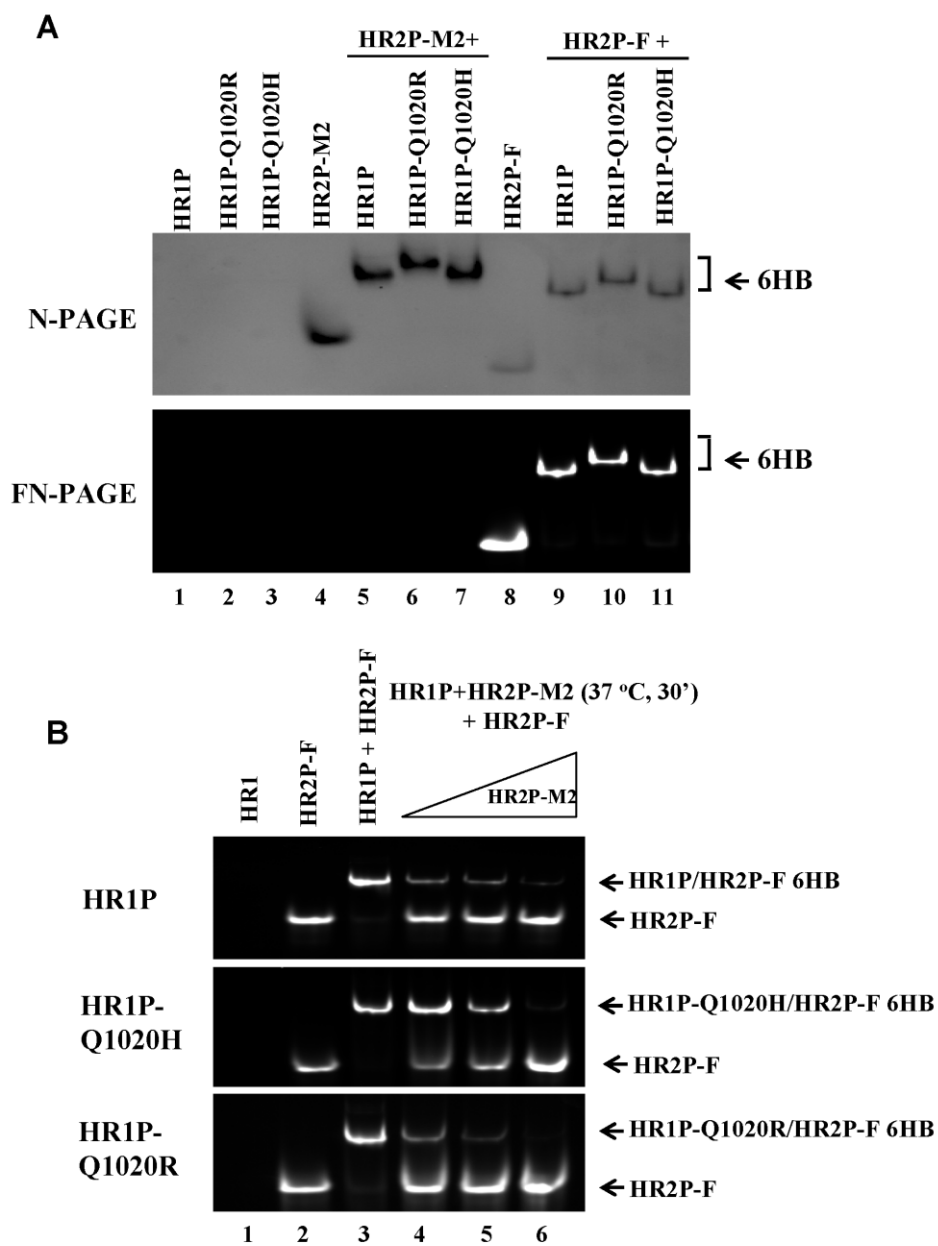 A
HR2P-M2+
HR2P-F +
HR1P
HR1P-Q1020R
HR1P-Q1020H
HR2P-M2
HR1P
HR1P-Q1020R
HR1P-Q1020H
HR2P-F
HR1P
HR1P-Q1020R
HR1P-Q1020H
N-PAGE
6HB
FN-PAGE
6HB
1 2 3 4 5 6 7 8 9 10 11
B
HR1
HR2P-F
HR1P + HR2P-F
HR1P+HR2P-M2 (37 °C, 30')
+ HR2P-F
HR2P-M2
HR1P
HR1P/HR2P-F 6HB
HR2P-F
HR1P-
Q1020H
HR1P-Q1020H/HR2P-F 6HB
HR2P-F
HR1P-
Q1020R
HR1P-Q1020R/HR2P-F 6HB
HR2P-F
1 2 3 4 5 6